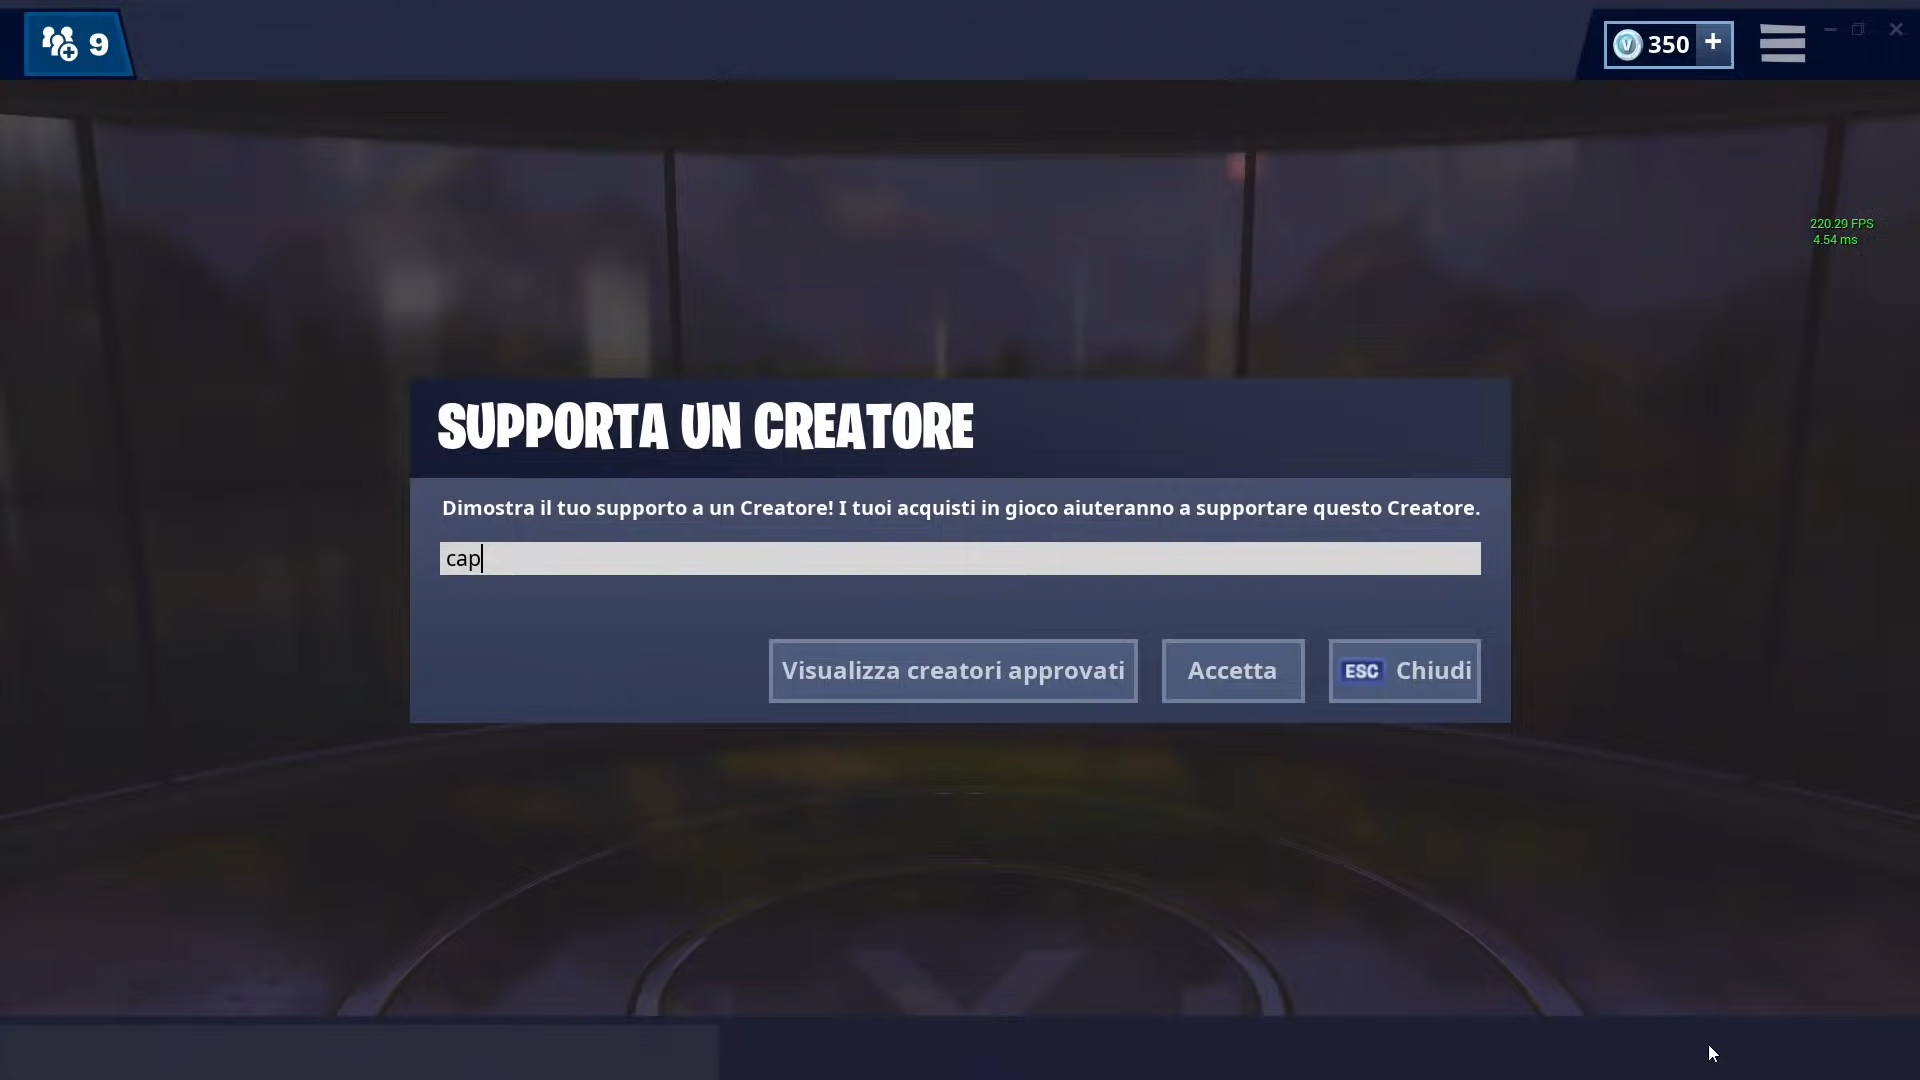 9
350 +
220.29 FPS
4.54 ms
SUPPORTA UN CREATORE
Dimostra il tuo supporto a un Creatore! I tuoi acquisti in gioco aiuteranno a supportare questo Creatore.
cap
Visualizza creatori approvati
Accetta
ESC Chiudi